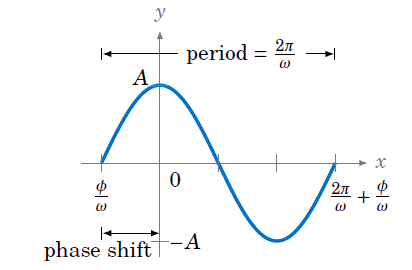 y
period = 2π/ω
A
x
0
ϕ/ω
2π/ω + ϕ/ω
phase shift
−A